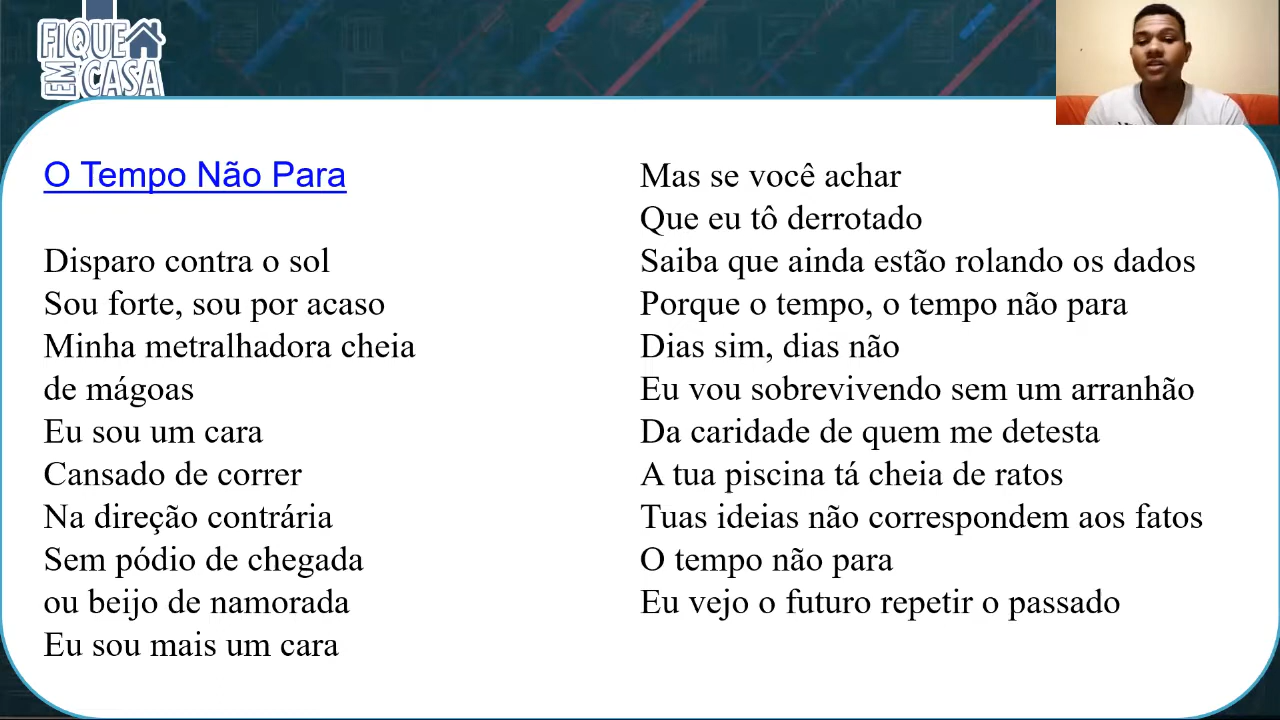 FIQUE
EM
CASA
O Tempo Não Para
Disparo contra o sol
Sou forte, sou por acaso
Minha metralhadora cheia
de mágoas
Eu sou um cara
Cansado de correr
Na direção contrária
Sem pódio de chegada
ou beijo de namorada
Eu sou mais um cara
Mas se você achar
Que eu tô derrotado
Saiba que ainda estão rolando os dados
Porque o tempo, o tempo não para
Dias sim, dias não
Eu vou sobrevivendo sem um arranhão
Da caridade de quem me detesta
A tua piscina tá cheia de ratos
Tuas ideias não correspondem aos fatos
O tempo não para
Eu vejo o futuro repetir o passado